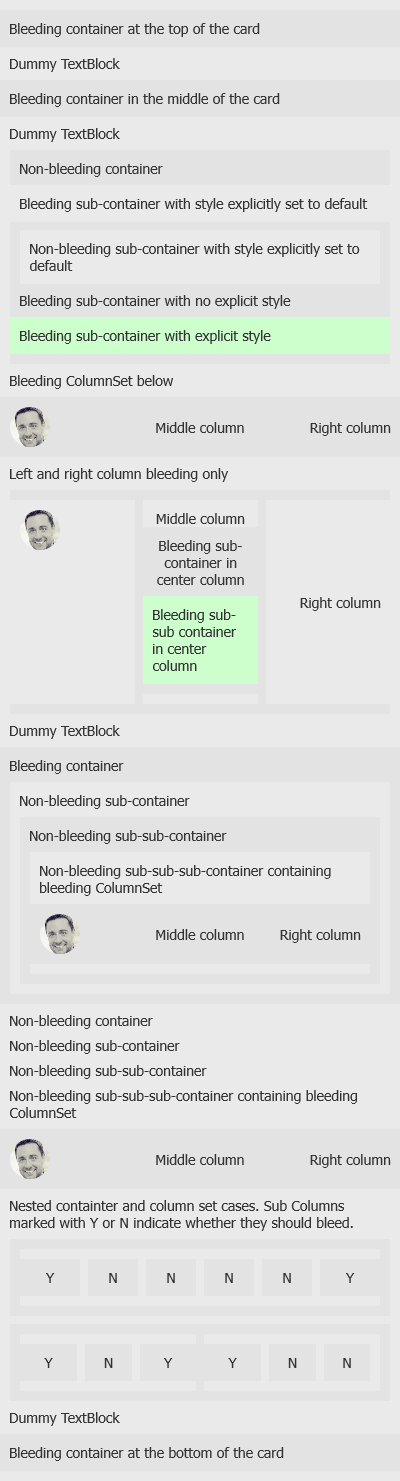 Bleeding container at the top of the card
Dummy TextBlock
Bleeding container in the middle of the card
Dummy TextBlock
Non-bleeding container
Bleeding sub-container with style explicitly set to default
Non-bleeding sub-container with style explicitly set to
default
Bleeding sub-container with no explicit style
Bleeding sub-container with explicit style
Bleeding ColumnSet below
Middle column
Right column
Left and right column bleeding only
Middle column
Bleeding sub-
container in
center column
Bleeding sub-
sub container
in center
column
Right column
Dummy TextBlock
Bleeding container
Non-bleeding sub-container
Non-bleeding sub-sub-container
Non-bleeding sub-sub-sub-container containing
bleeding ColumnSet
Middle column
Right column
Non-bleeding container
Non-bleeding sub-container
Non-bleeding sub-sub-container
Non-bleeding sub-sub-sub-container containing bleeding
ColumnSet
Middle column
Right column
Nested containter and column set cases. Sub Columns
marked with Y or N indicate whether they should bleed.
Y N N N N Y
Y N Y Y N N
Dummy TextBlock
Bleeding container at the bottom of the card